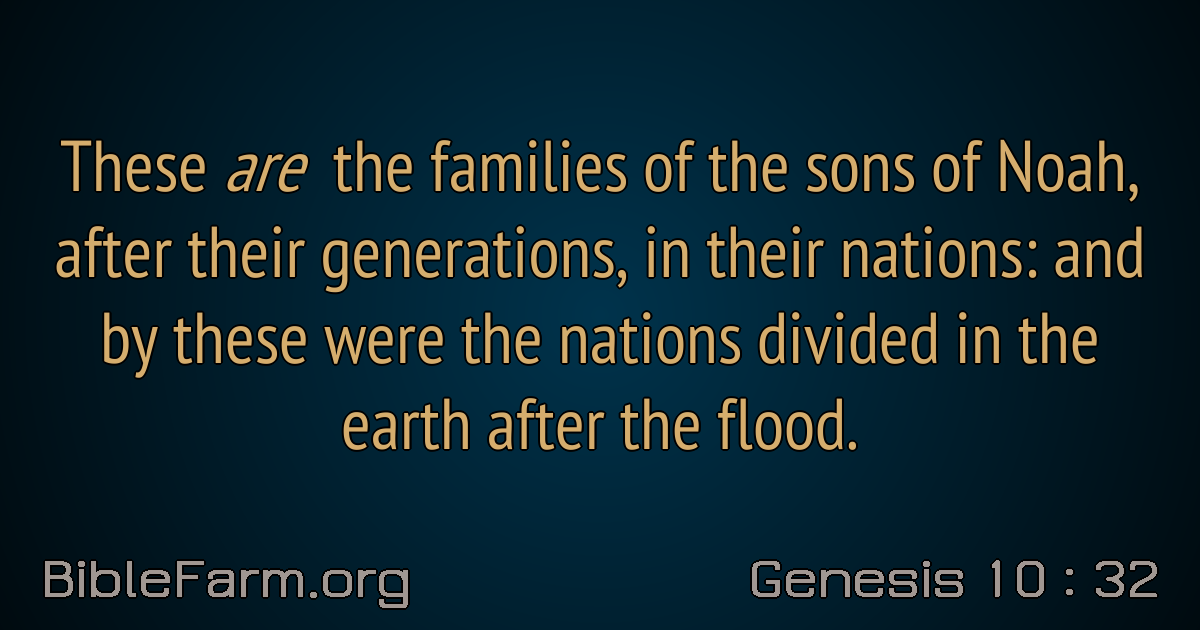 These are the families of the sons of Noah,
after their generations, in their nations: and
by these were the nations divided in the
earth after the flood.
BibleFarm.org
Genesis 10 : 32